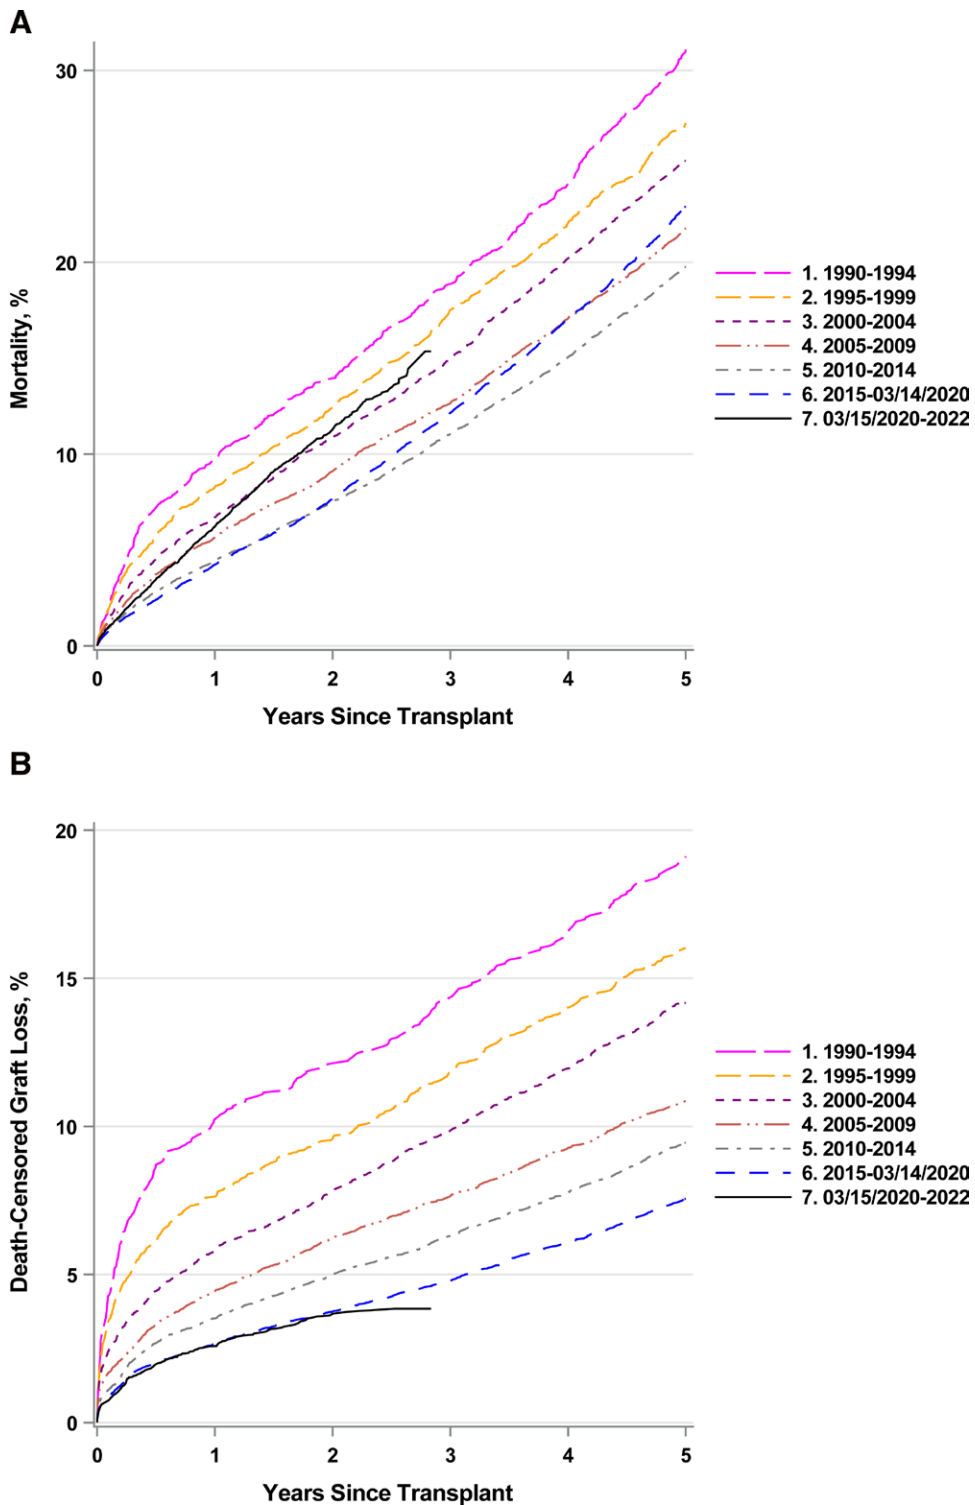 A
30
20
10
0
Mortality, %
0 1 2 3 4 5
Years Since Transplant
1. 1990-1994
2. 1995-1999
3. 2000-2004
4. 2005-2009
5. 2010-2014
6. 2015-03/14/2020
7. 03/15/2020-2022
B
20
15
10
5
0
Death-Censored Graft Loss, %
0 1 2 3 4 5
Years Since Transplant
1. 1990-1994
2. 1995-1999
3. 2000-2004
4. 2005-2009
5. 2010-2014
6. 2015-03/14/2020
7. 03/15/2020-2022